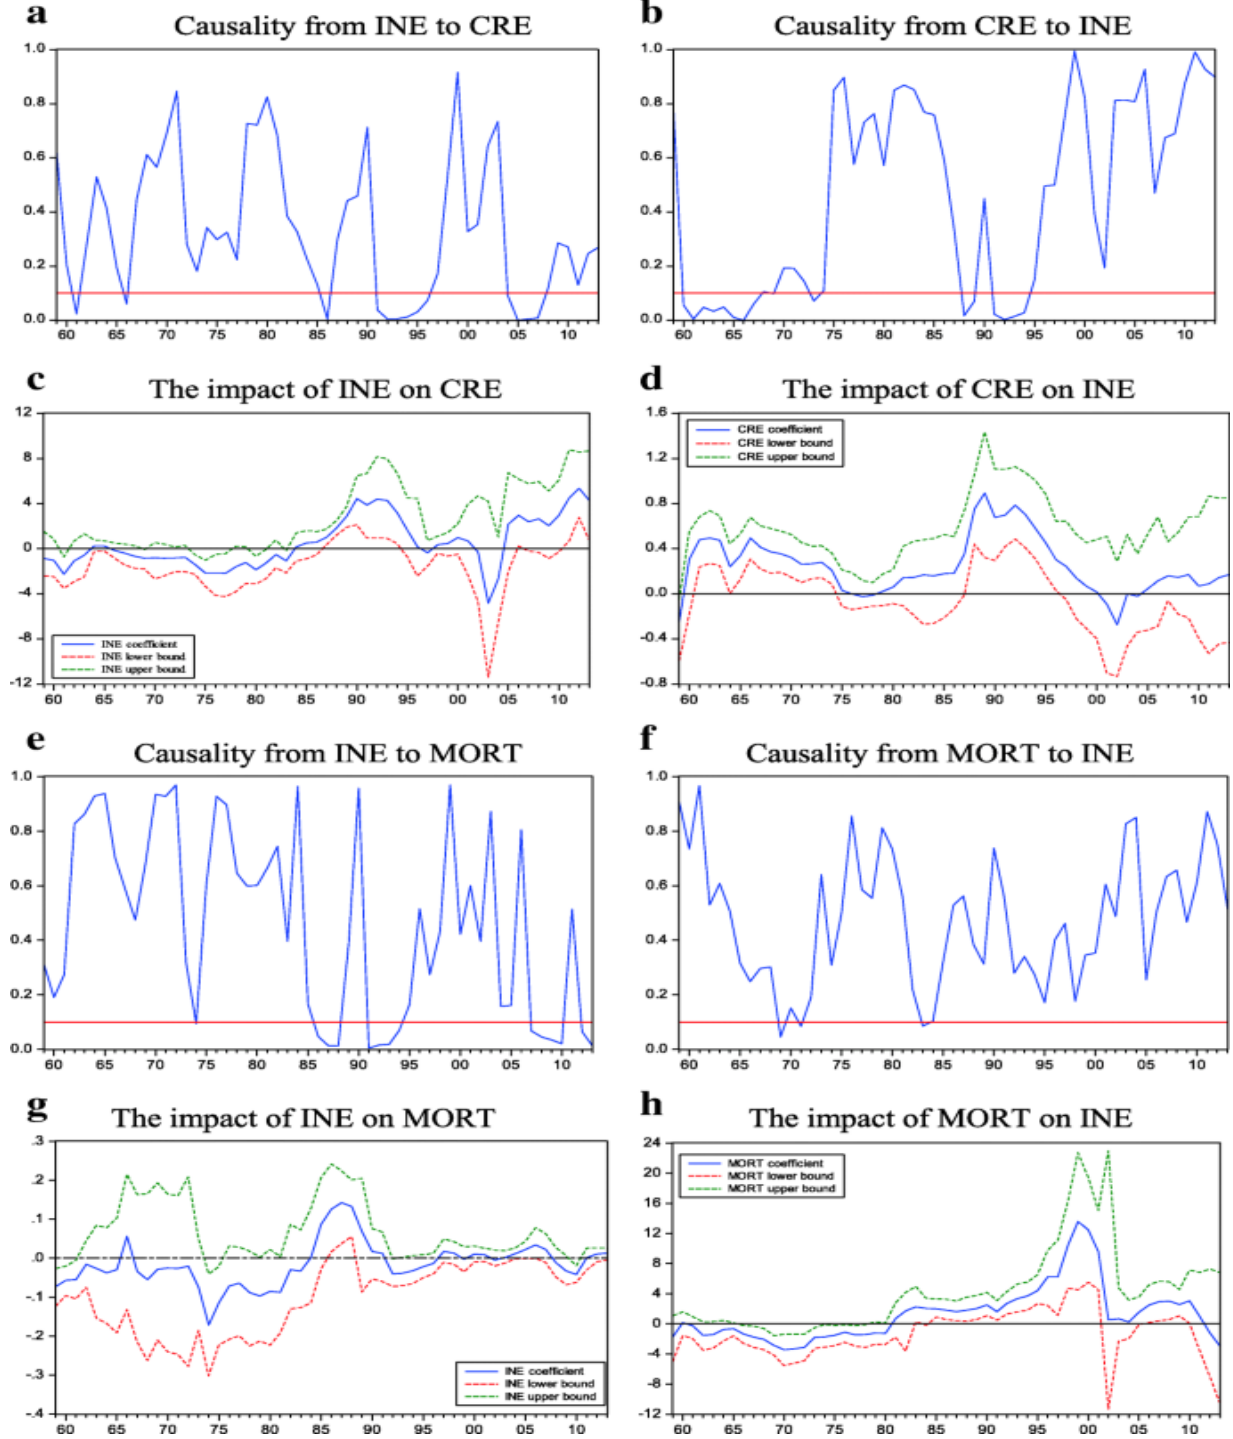 a
Causality from INE to CRE
1.0
0.8
0.6
0.4
0.2
0.0
60 65 70 75 80 85 90 95 00 05 10
b
Causality from CRE to INE
1.0
0.8
0.6
0.4
0.2
0.0
60 65 70 75 80 85 90 95 00 05 10
c
The impact of INE on CRE
12
8
4
0
-4
-8
-12
INE coefficient
INE lower bound
INE upper bound
60 65 70 75 80 85 90 95 00 05 10
d
The impact of CRE on INE
1.6
1.2
0.8
0.4
0.0
-0.4
-0.8
CRE coefficient
CRE lower bound
CRE upper bound
60 65 70 75 80 85 90 95 00 05 10
e
Causality from INE to MORT
1.0
0.8
0.6
0.4
0.2
0.0
60 65 70 75 80 85 90 95 00 05 10
f
Causality from MORT to INE
1.0
0.8
0.6
0.4
0.2
0.0
60 65 70 75 80 85 90 95 00 05 10
g
The impact of INE on MORT
.3
.2
.1
.0
-.1
-.2
-.3
-.4
INE coefficient
INE lower bound
INE upper bound
60 65 70 75 80 85 90 95 00 05 10
h
The impact of MORT on INE
24
20
16
12
8
4
0
-4
-8
-12
MORT coefficient
MORT lower bound
MORT upper bound
60 65 70 75 80 85 90 95 00 05 10